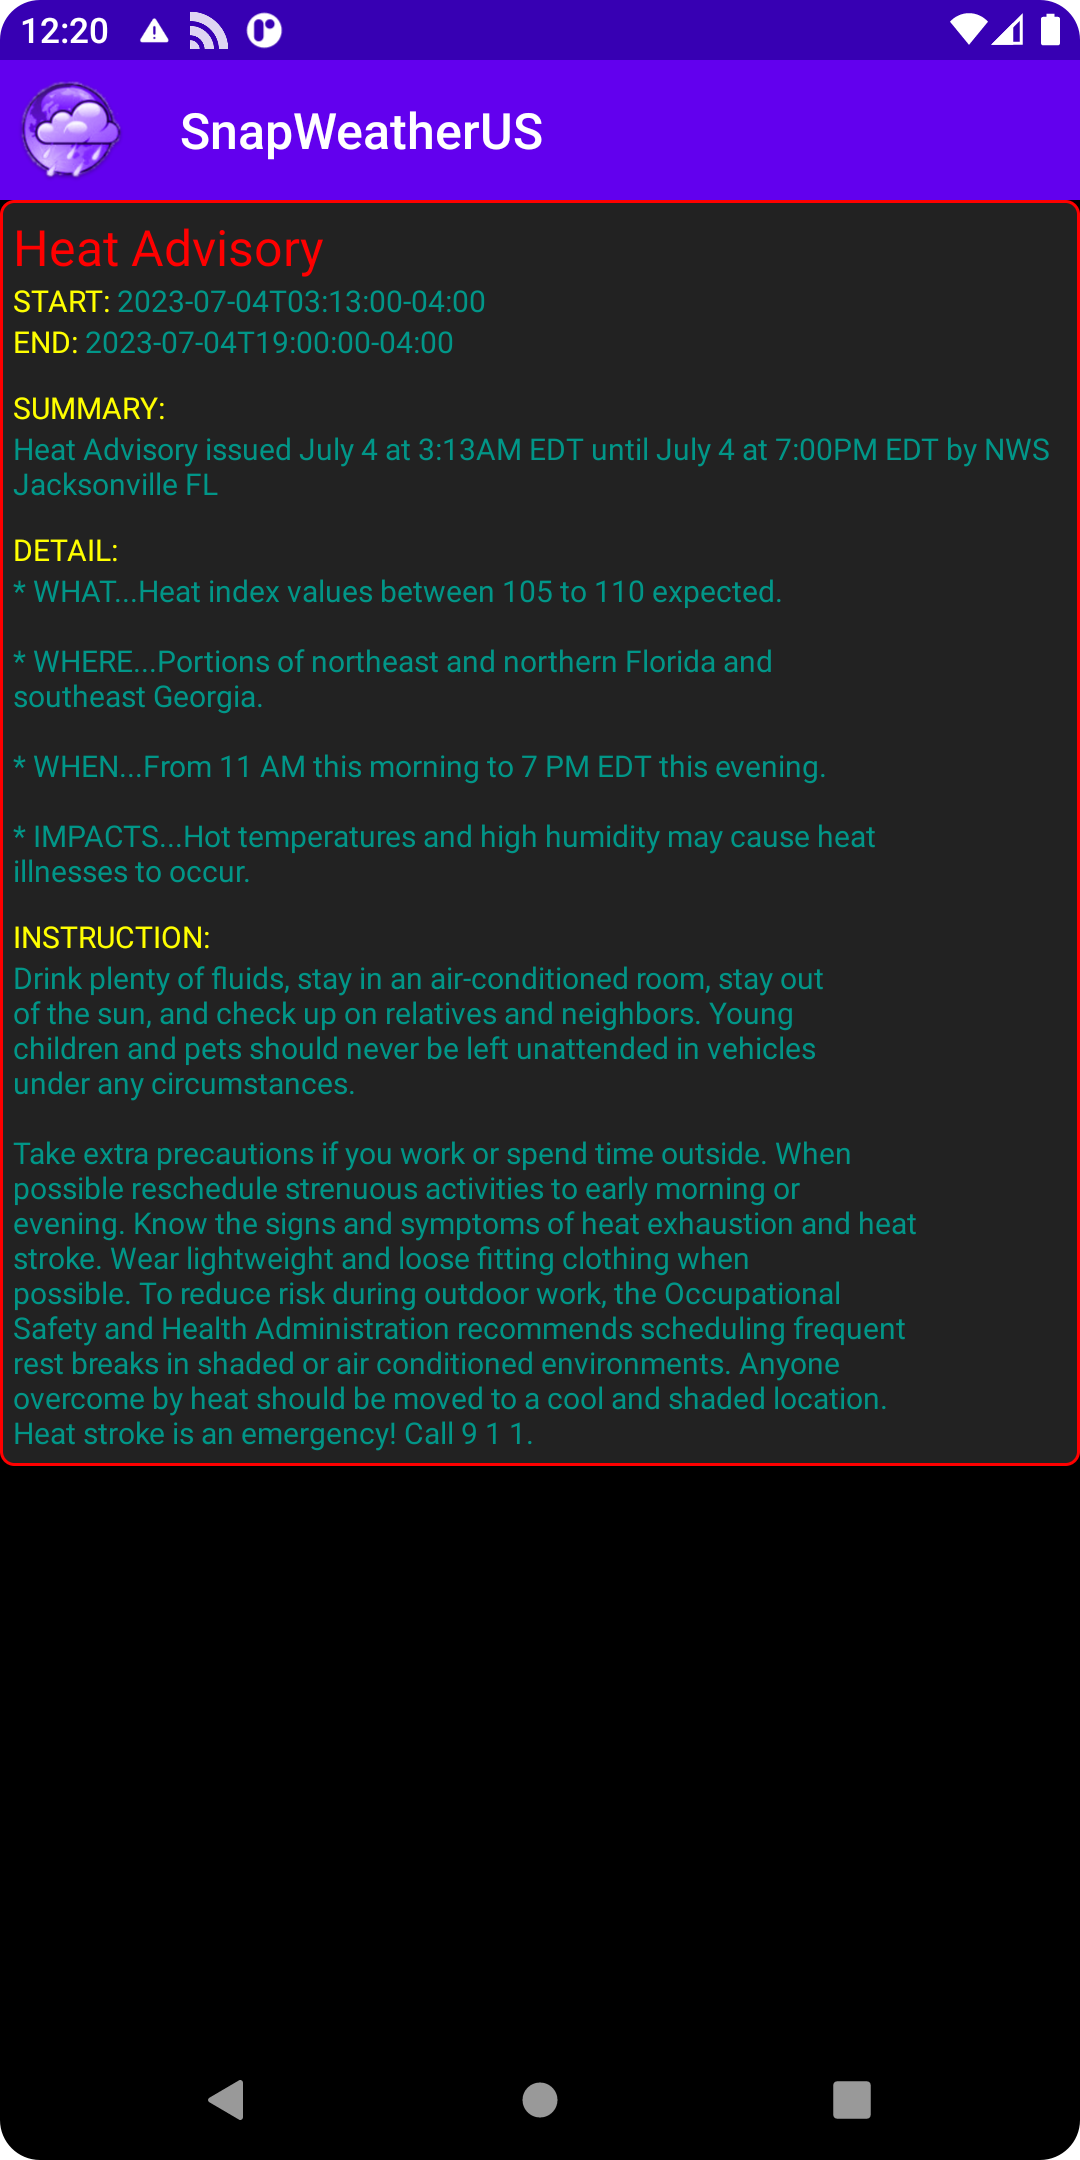 12:20
SnapWeatherUS
Heat Advisory
START: 2023-07-04T03:13:00-04:00
END: 2023-07-04T19:00:00-04:00
SUMMARY:
Heat Advisory issued July 4 at 3:13AM EDT until July 4 at 7:00PM EDT by NWS
Jacksonville FL
DETAIL:
* WHAT...Heat index values between 105 to 110 expected.
* WHERE...Portions of northeast and northern Florida and
southeast Georgia.
* WHEN...From 11 AM this morning to 7 PM EDT this evening.
* IMPACTS...Hot temperatures and high humidity may cause heat
illnesses to occur.
INSTRUCTION:
Drink plenty of fluids, stay in an air-conditioned room, stay out
of the sun, and check up on relatives and neighbors. Young
children and pets should never be left unattended in vehicles
under any circumstances.
Take extra precautions if you work or spend time outside. When
possible reschedule strenuous activities to early morning or
evening. Know the signs and symptoms of heat exhaustion and heat
stroke. Wear lightweight and loose fitting clothing when
possible. To reduce risk during outdoor work, the Occupational
Safety and Health Administration recommends scheduling frequent
rest breaks in shaded or air conditioned environments. Anyone
overcome by heat should be moved to a cool and shaded location.
Heat stroke is an emergency! Call 9 1 1.